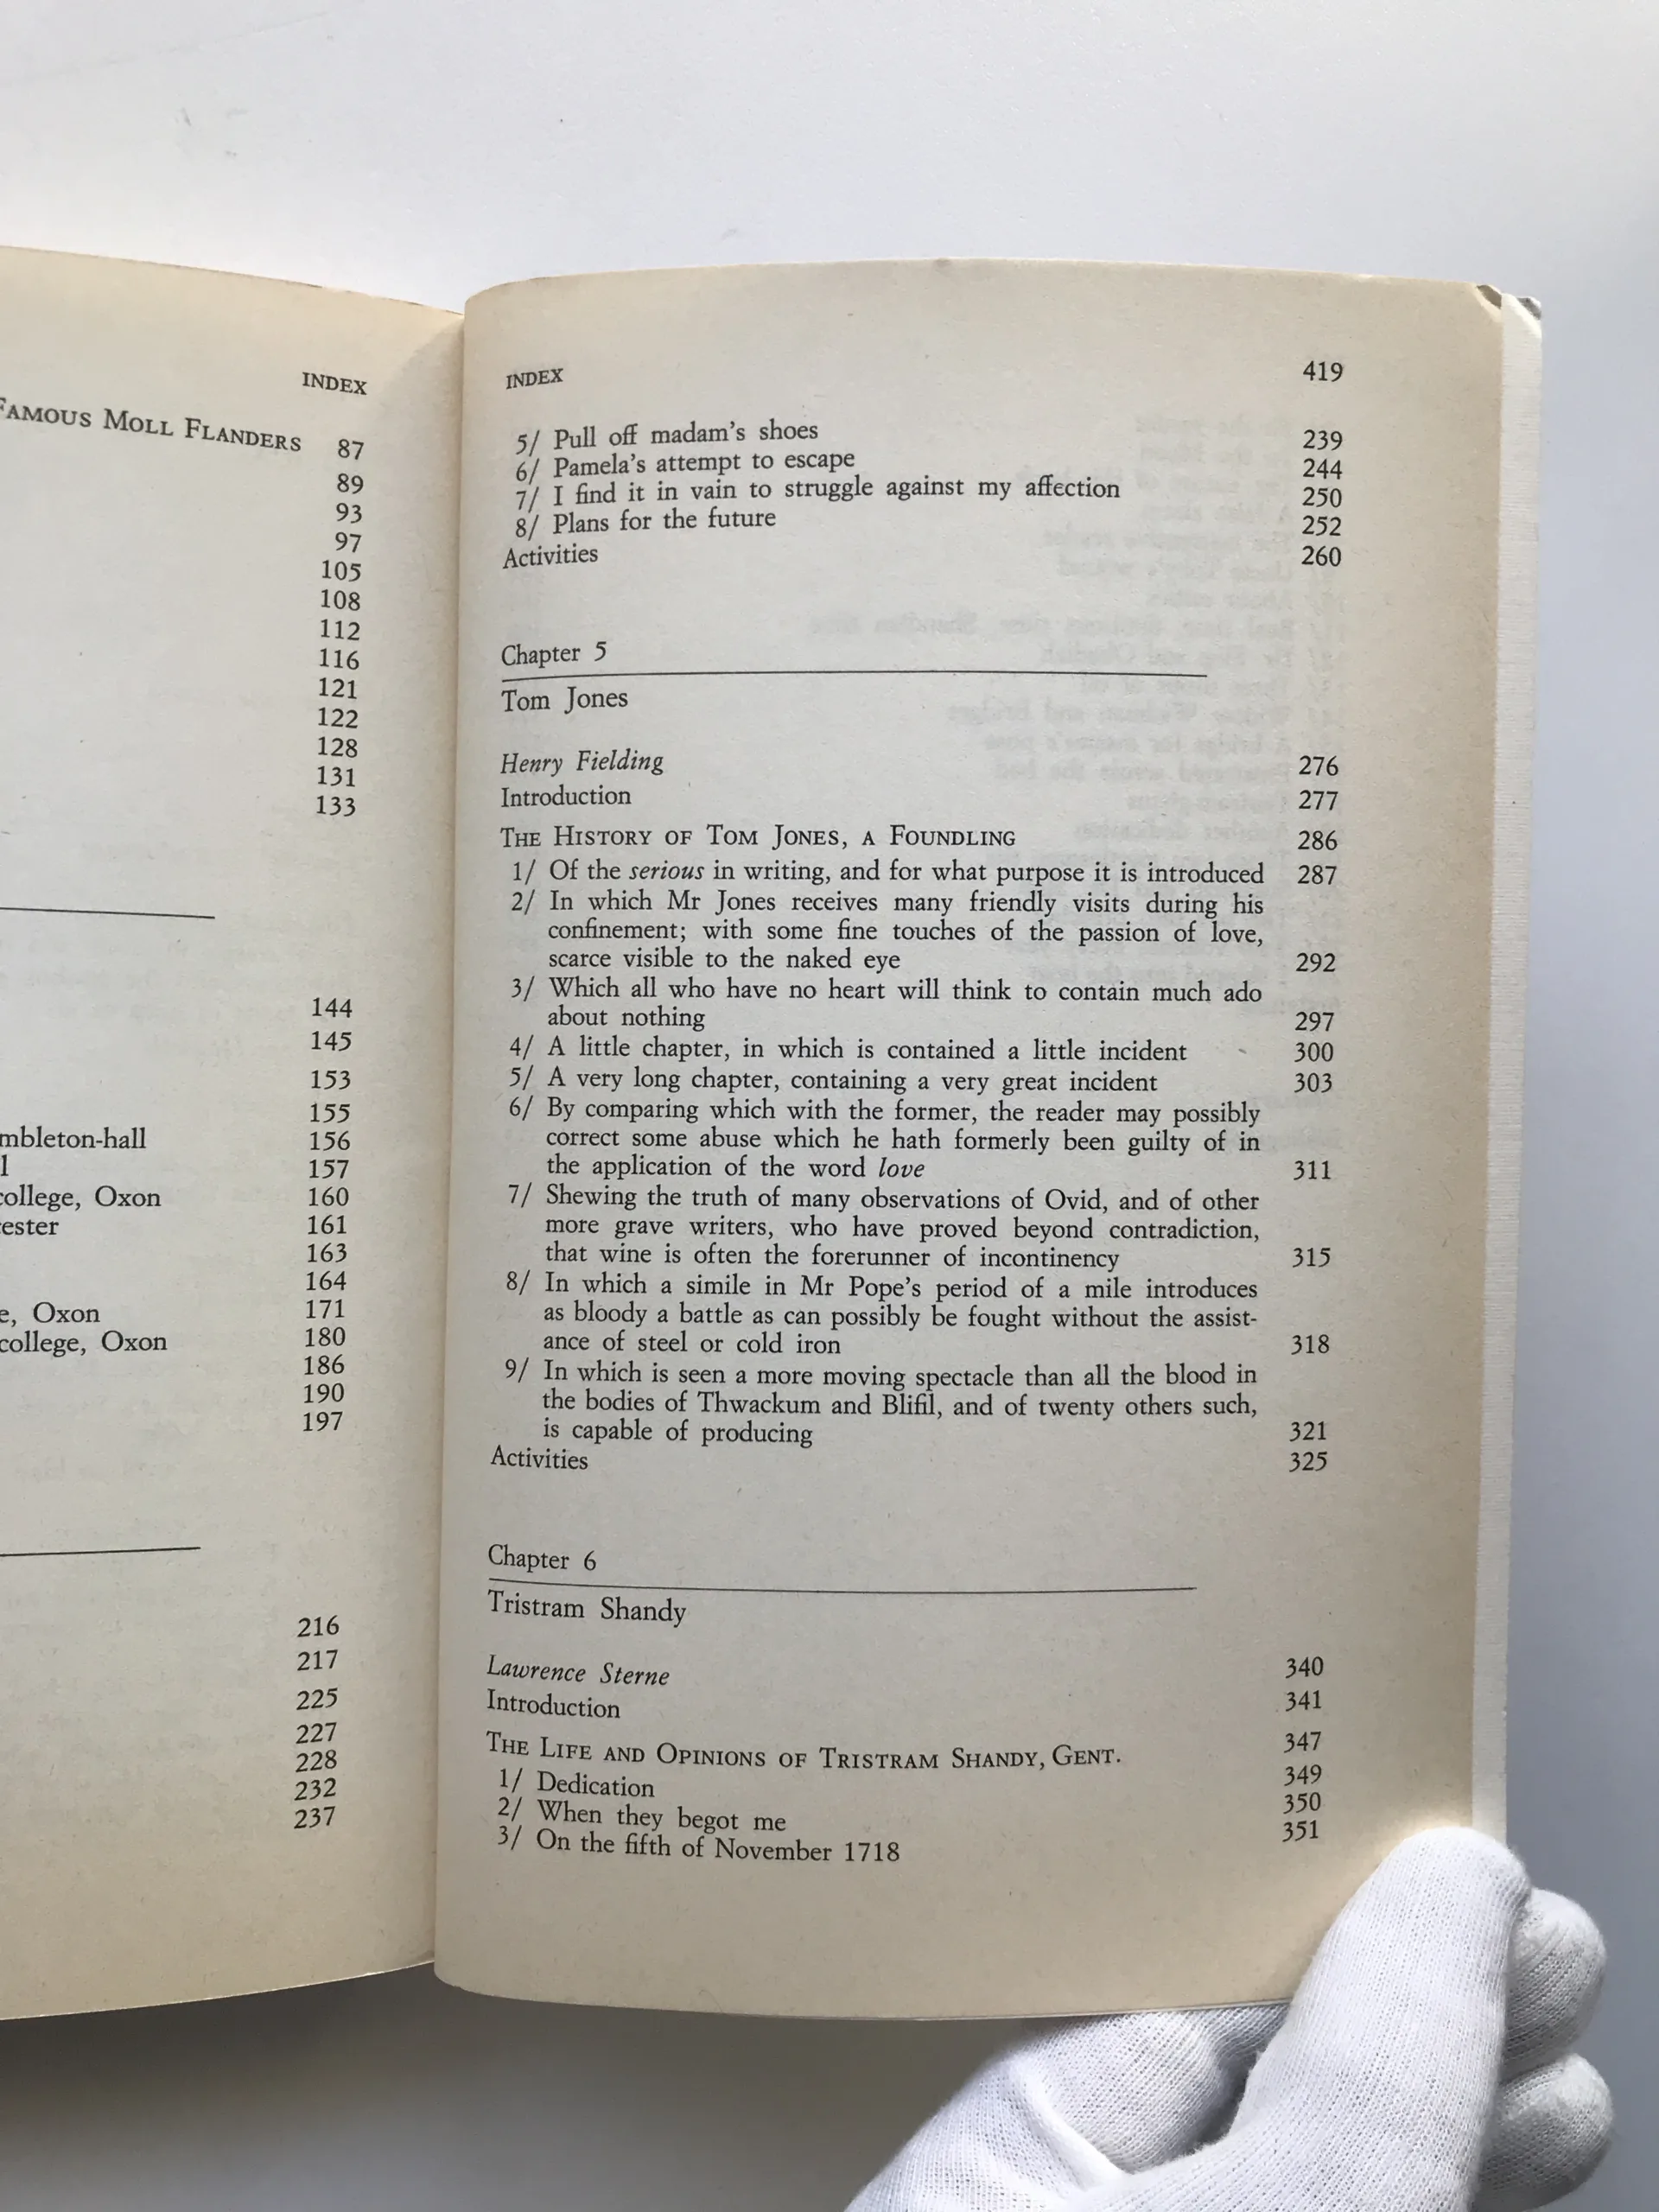 INDEX
FAMOUS MOLL FLANDERS 87
89
93
97
105
108
112
116
121
122
128
131
133
144
145
153
155
mbleton-hall 156
l 157
college, Oxon 160
ester 161
163
164
e, Oxon 171
college, Oxon 180
186
190
197
216
217
225
227
228
232
237
INDEX 419
5/ Pull off madam's shoes 239
6/ Pamela's attempt to escape 244
7/ I find it in vain to struggle against my affection 250
8/ Plans for the future 252
Activities 260
Chapter 5
Tom Jones
Henry Fielding 276
Introduction 277
THE HISTORY OF TOM JONES, A FOUNDLING 286
1/ Of the serious in writing, and for what purpose it is introduced 287
2/ In which Mr Jones receives many friendly visits during his
confinement; with some fine touches of the passion of love,
scarce visible to the naked eye 292
3/ Which all who have no heart will think to contain much ado
about nothing 297
4/ A little chapter, in which is contained a little incident 300
5/ A very long chapter, containing a very great incident 303
6/ By comparing which with the former, the reader may possibly
correct some abuse which he hath formerly been guilty of in
the application of the word love 311
7/ Shewing the truth of many observations of Ovid, and of other
more grave writers, who have proved beyond contradiction,
that wine is often the forerunner of incontinency 315
8/ In which a simile in Mr Pope's period of a mile introduces
as bloody a battle as can possibly be fought without the assist-
ance of steel or cold iron 318
9/ In which is seen a more moving spectacle than all the blood in
the bodies of Thwackum and Blifil, and of twenty others such,
is capable of producing 321
Activities 325
Chapter 6
Tristram Shandy
Lawrence Sterne 340
Introduction 341
THE LIFE AND OPINIONS OF TRISTRAM SHANDY, GENT. 347
1/ Dedication 349
2/ When they begot me 350
3/ On the fifth of November 1718 351